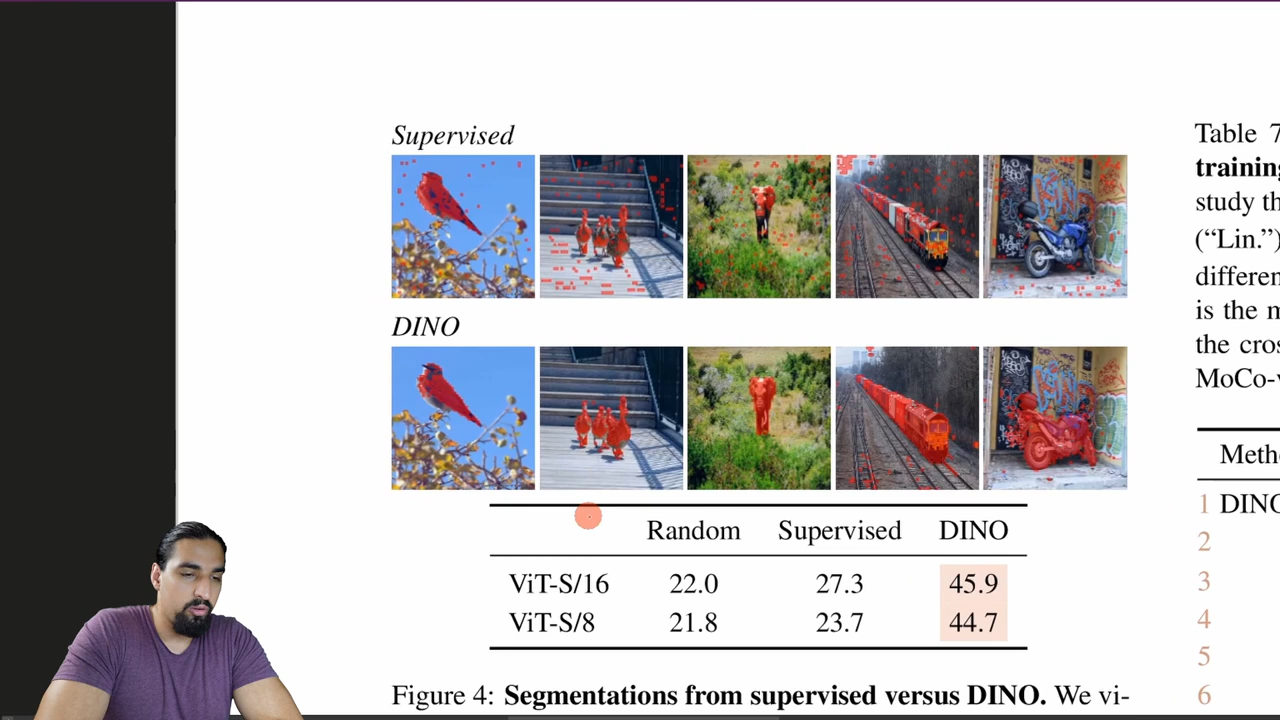 Supervised
DINO
Random Supervised DINO
ViT-S/16 22.0 27.3 45.9
ViT-S/8 21.8 23.7 44.7
Figure 4: Segmentations from supervised versus DINO. We vi-
Table 7
training
study th
("Lin.")
differen
is the m
the cros
MoCo-v
Meth
1 DINO
2
3
4
5
6